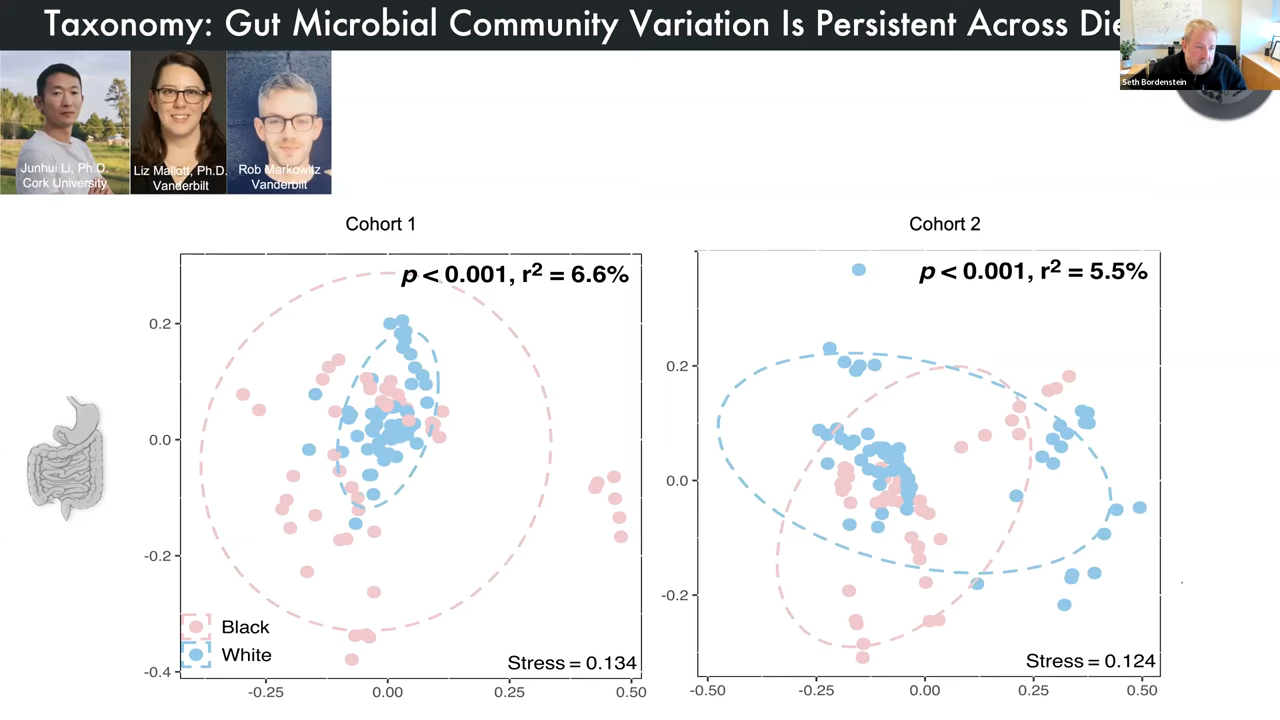 Taxonomy: Gut Microbial Community Variation Is Persistent Across
Seth Bordenstein
Junhui Li, Ph.D.
Cork University
Liz Mallott, Ph.D.
Vanderbilt
Rob Markowitz
Vanderbilt
Cohort 1
p < 0.001, r² = 6.6%
0.2
0.0
-0.2
-0.4
Black
White
Stress = 0.134
-0.25
0.00
0.25
0.50
Cohort 2
p < 0.001, r² = 5.5%
0.2
0.0
-0.2
Stress = 0.124
-0.50
-0.25
0.00
0.25
0.50